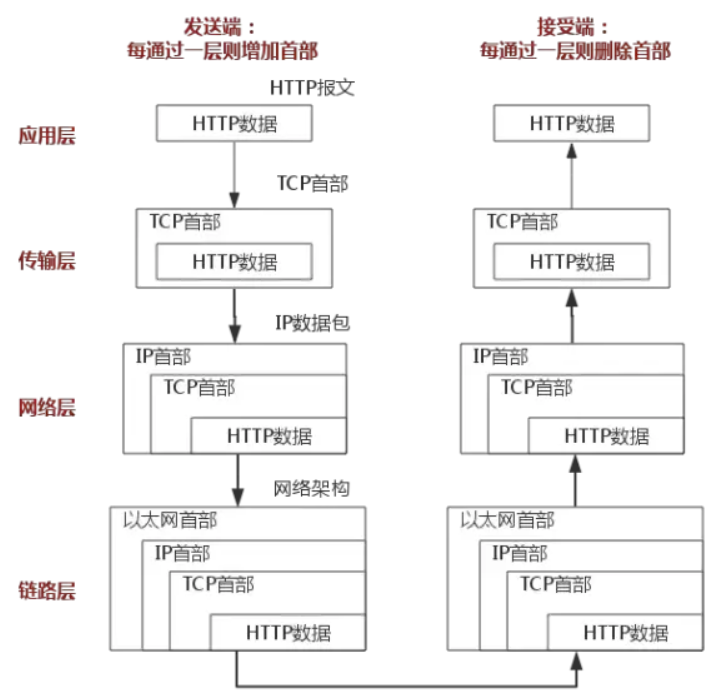 发送端：
每通过一层则增加首部
接受端：
每通过一层则删除首部
HTTP报文
应用层
HTTP数据
HTTP数据
TCP首部
TCP首部
TCP首部
传输层
HTTP数据
HTTP数据
IP数据包
IP首部
IP首部
TCP首部
TCP首部
网络层
HTTP数据
HTTP数据
网络架构
以太网首部
以太网首部
IP首部
IP首部
链路层
TCP首部
TCP首部
HTTP数据
HTTP数据